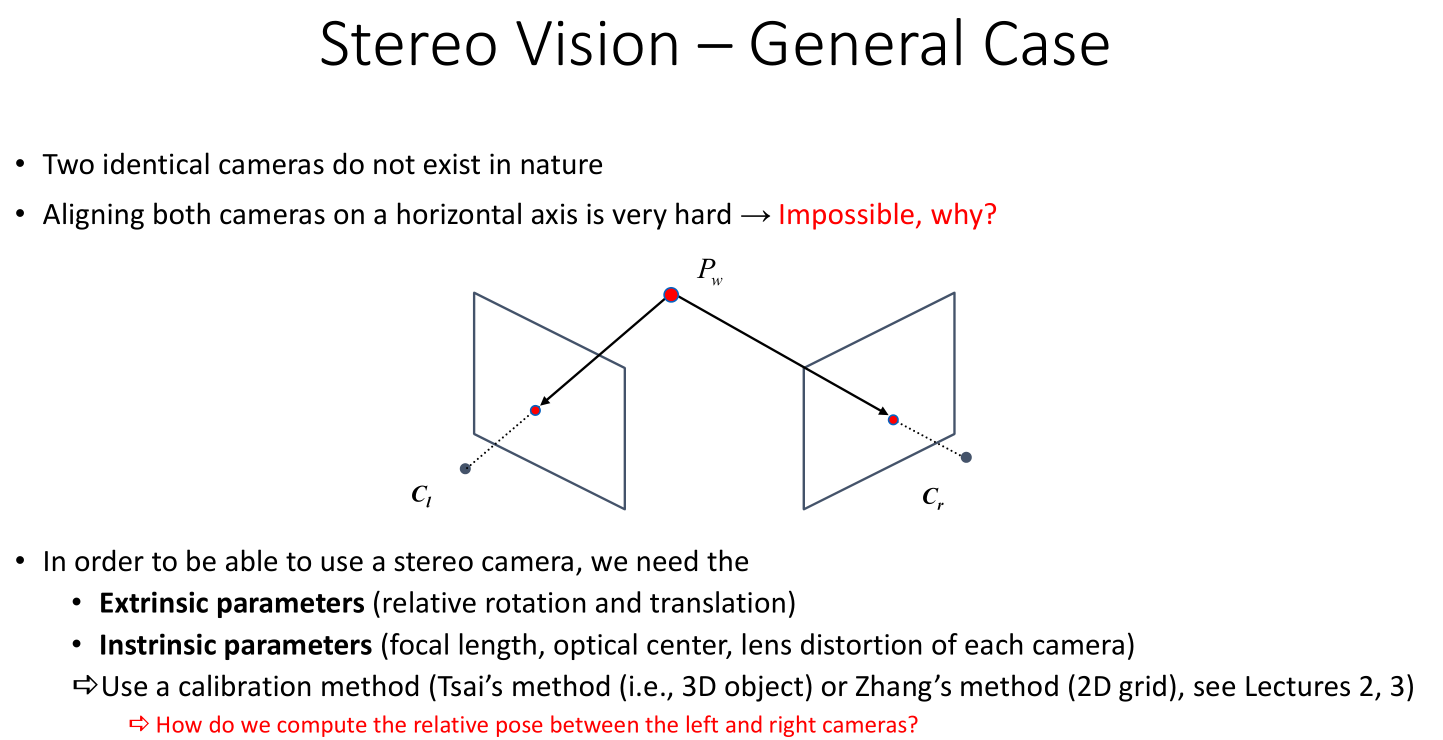 Stereo Vision – General Case
• Two identical cameras do not exist in nature
• Aligning both cameras on a horizontal axis is very hard → Impossible, why?
P_w
C_l
C_r
• In order to be able to use a stereo camera, we need the
• Extrinsic parameters (relative rotation and translation)
• Instrinsic parameters (focal length, optical center, lens distortion of each camera)
⇨Use a calibration method (Tsai’s method (i.e., 3D object) or Zhang’s method (2D grid), see Lectures 2, 3)
⇨ How do we compute the relative pose between the left and right cameras?